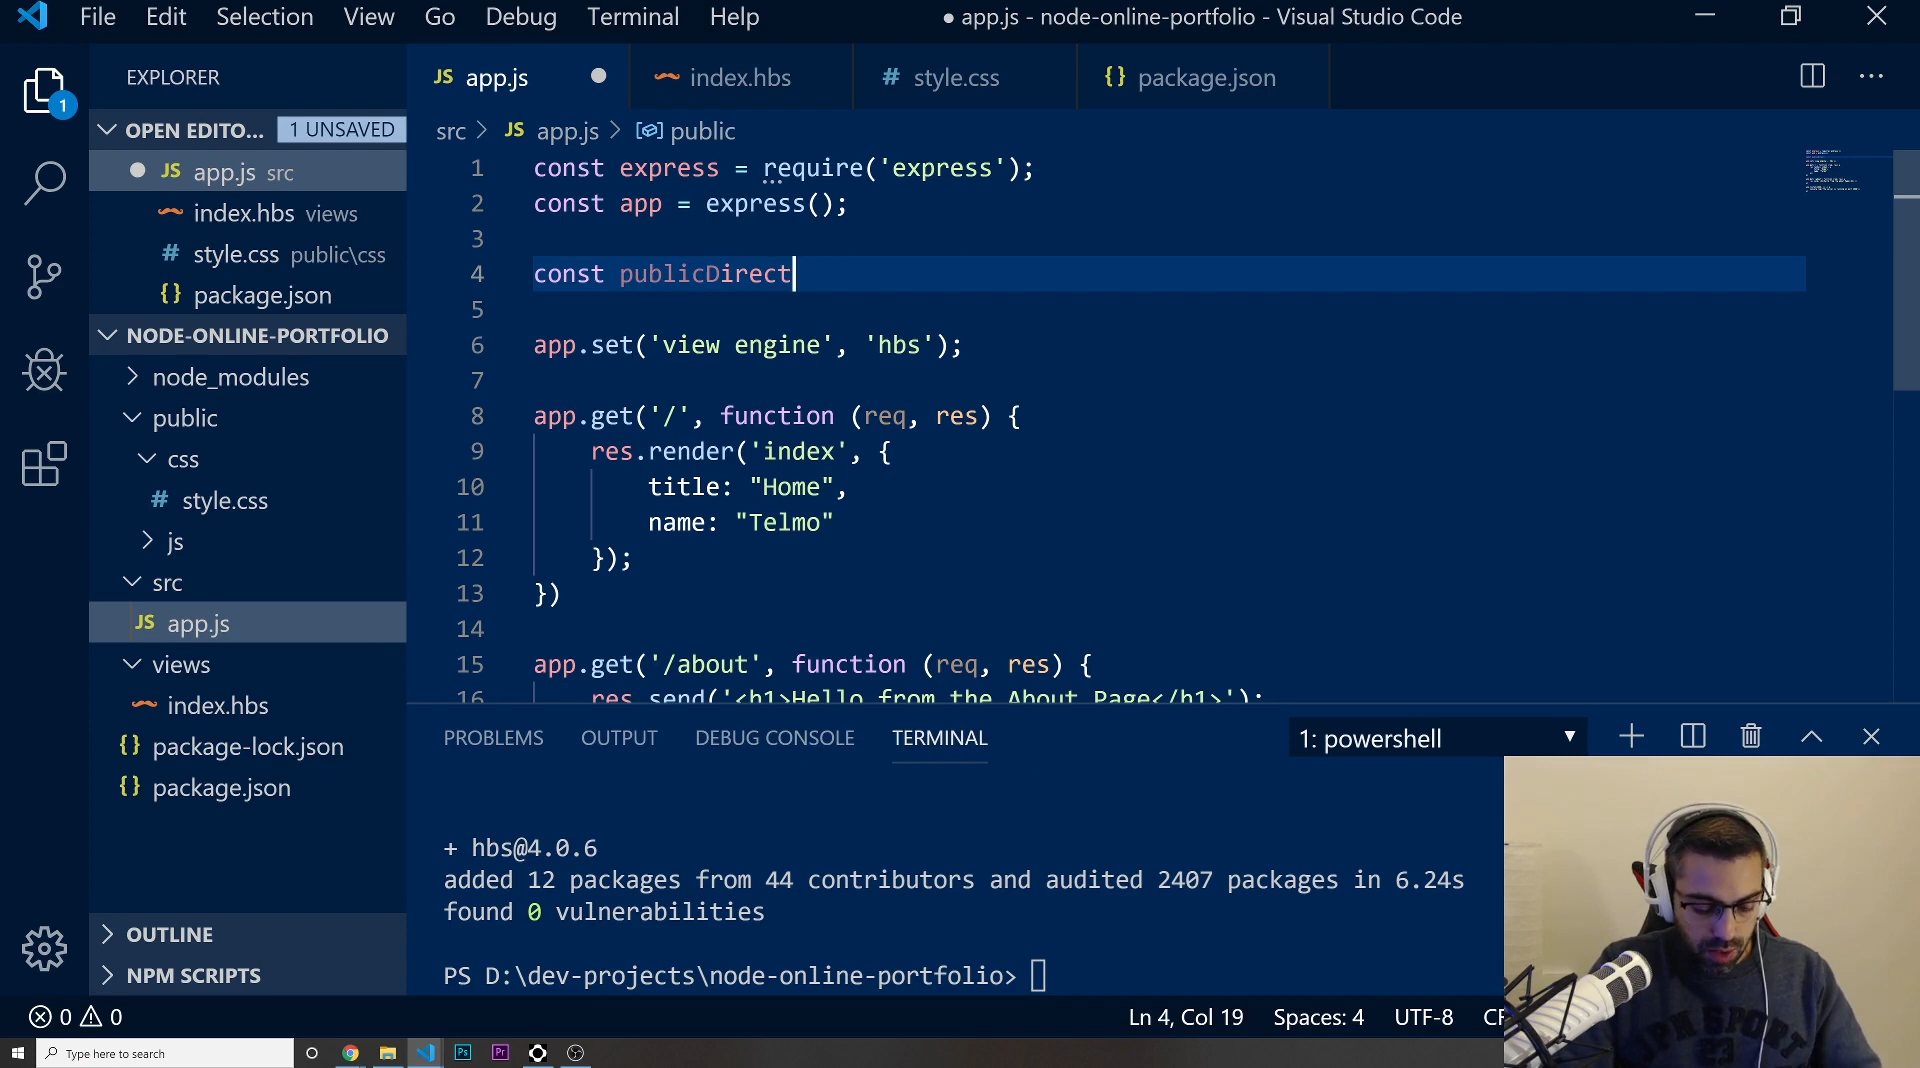 File Edit Selection View Go Debug Terminal Help
● app.js - node-online-portfolio - Visual Studio Code
EXPLORER
1
OPEN EDITO... 1 UNSAVED
JS app.js src
index.hbs views
# style.css public\css
{} package.json
NODE-ONLINE-PORTFOLIO
node_modules
public
css
# style.css
js
src
JS app.js
views
index.hbs
{} package-lock.json
{} package.json
OUTLINE
NPM SCRIPTS
JS app.js
index.hbs
# style.css
{} package.json
src > JS app.js > public
1 const express = require('express');
2 const app = express();
3
4 const publicDirect
5
6 app.set('view engine', 'hbs');
7
8 app.get('/', function (req, res) {
9 res.render('index', {
10 title: "Home",
11 name: "Telmo"
12 });
13 })
14
15 app.get('/about', function (req, res) {
16 res.send('<h1>Hello from the About Page</h1>');
PROBLEMS OUTPUT DEBUG CONSOLE TERMINAL
1: powershell
+ hbs@4.0.6
added 12 packages from 44 contributors and audited 2407 packages in 6.24s
found 0 vulnerabilities
PS D:\dev-projects\node-online-portfolio>
0 0
Ln 4, Col 19 Spaces: 4 UTF-8
Type here to search
Ps
Pr